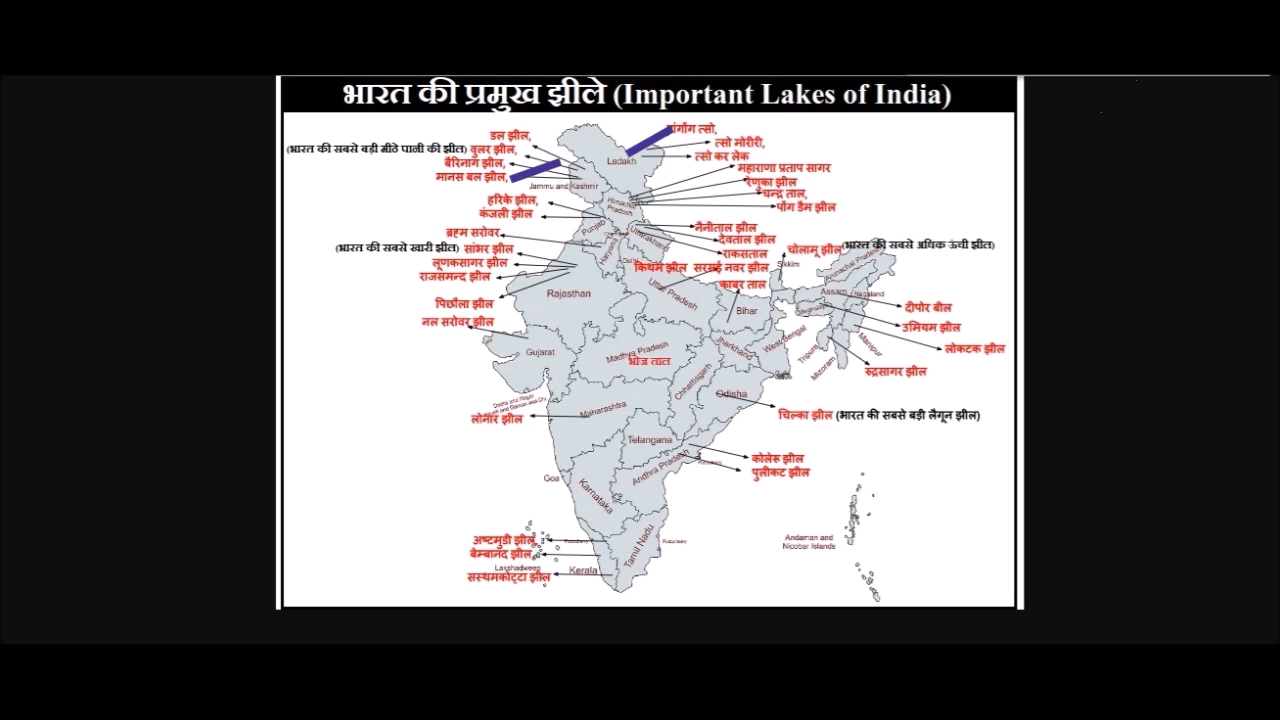 भारत की प्रमुख झीले (Important Lakes of India)
डल झील,
(भारत की सबसे बड़ी मीठे पानी की झील) वुलर झील,
बैरिनाग झील,
मानस बल झील,
Jammu and Kashmir
Ladakh
त्सो,
त्सो मोरीरी,
त्सो कर लेक
महाराणा प्रताप सागर
रेणुका झील
चन्द्र ताल,
पोंग डैम झील
Himachal Pradesh
हरिके झील,
कंजली झील
Punjab
ब्रह्म सरोवर
Haryana
Delhi
Uttarakhand
नैनीताल झील
देवताल झील
राकसताल
(भारत की सबसे खारी झील) सांभर झील
लूणकसागर झील
राजसमन्द झील
पिछौला झील
Rajasthan
किथम झील सरसई नवर झील
Uttar Pradesh
काबर ताल
Bihar
चोलामू झील (भारत की सबसे अधिक ऊंची झील)
Sikkim
Arunachal Pradesh
Assam
Nagaland
Meghalaya
दीपोर बील
उमियम झील
लोकटक झील
रुद्रसागर झील
Manipur
Tripura
Mizoram
West Bengal
Jharkhand
नल सरोवर झील
Gujarat
Madhya Pradesh
भोज ताल
Chhattisgarh
Odisha
चिल्का झील (भारत की सबसे बड़ी लैगून झील)
लोनार झील
Maharashtra
Telangana
Andhra Pradesh
कोलेरू झील
पुलीकट झील
Goa
Karnataka
Tamil Nadu
Puducherry
Andaman and
Nicobar Islands
अष्टमुडी झील,
बेम्बानद झील,
Lakshadweep
Kerala
सस्थमकोट्टा झील